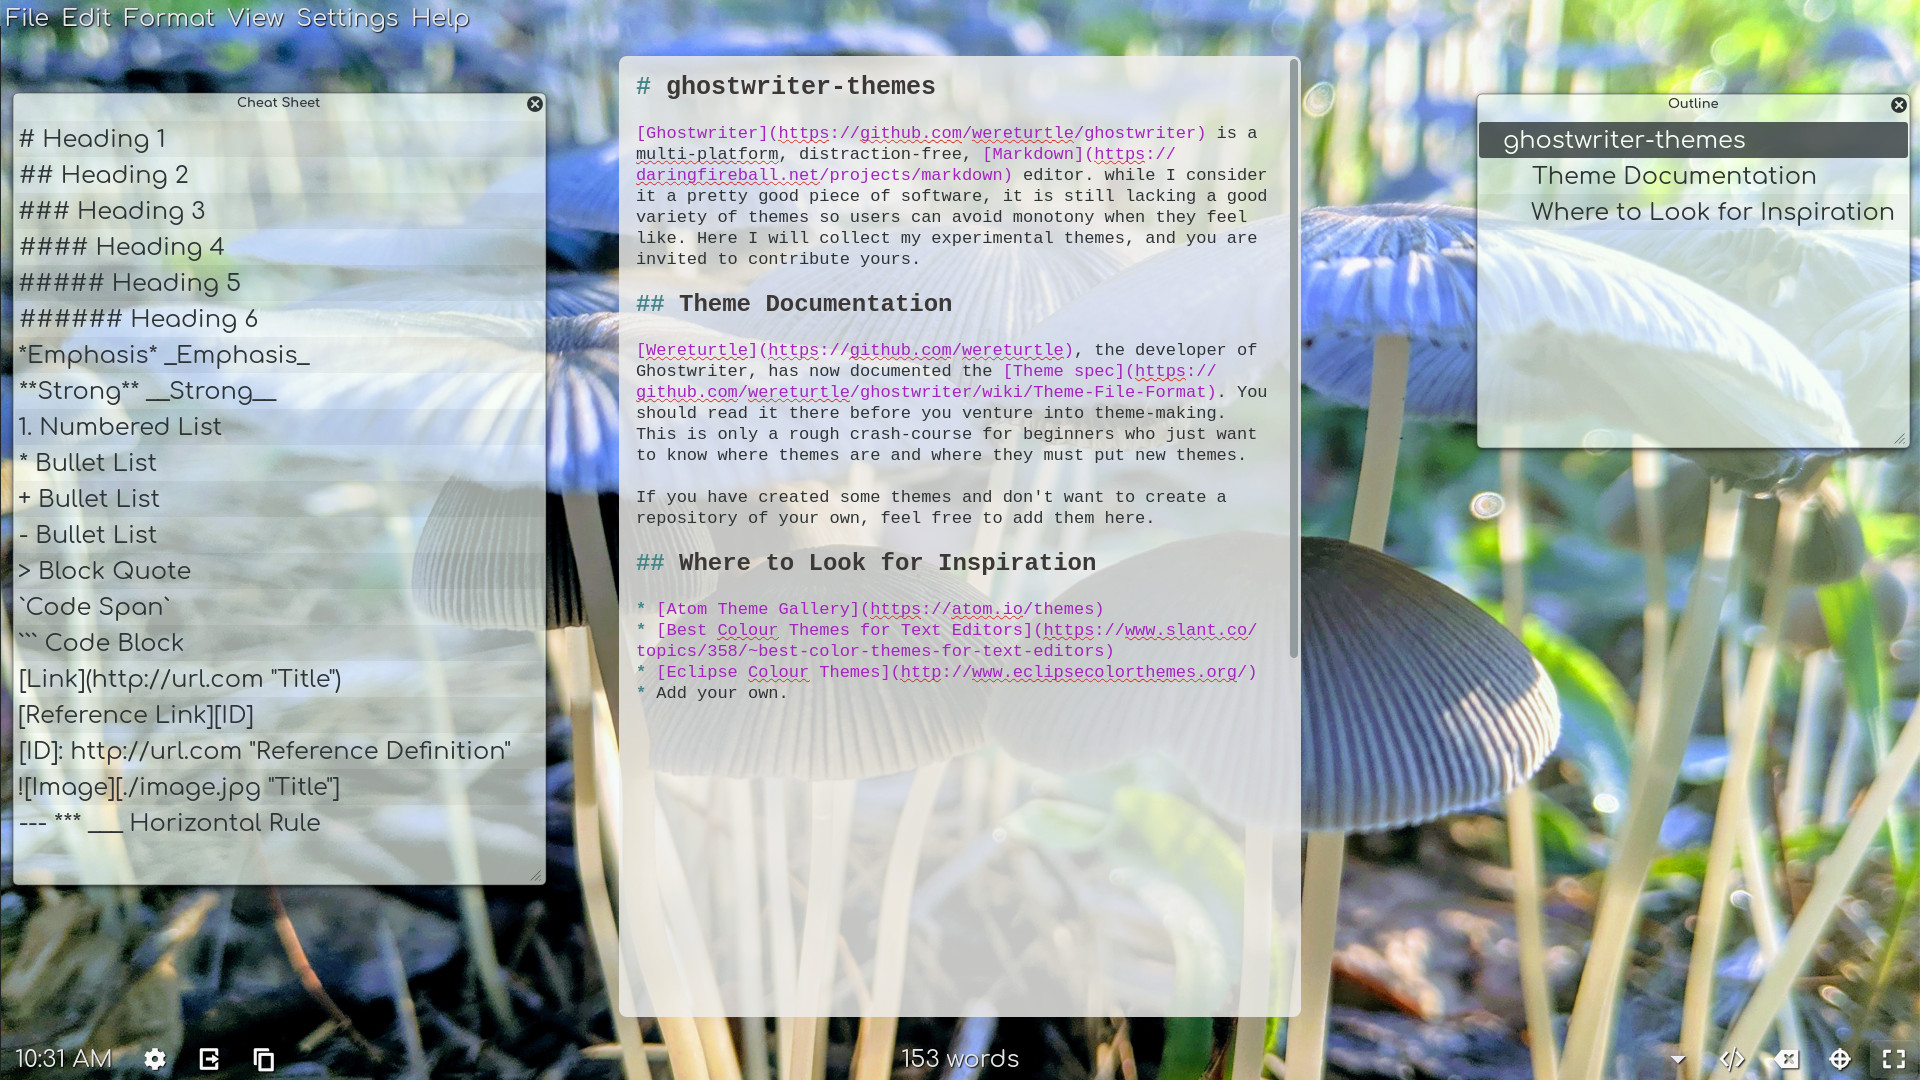 File Edit Format View Settings Help
Cheat Sheet
# Heading 1
## Heading 2
### Heading 3
#### Heading 4
##### Heading 5
###### Heading 6
*Emphasis* _Emphasis_
**Strong** __Strong__
1. Numbered List
* Bullet List
+ Bullet List
- Bullet List
> Block Quote
`Code Span`
``` Code Block
[Link](http://url.com "Title")
[Reference Link][ID]
[ID]: http://url.com "Reference Definition"
![Image][./image.jpg "Title"]
--- *** ___ Horizontal Rule
# ghostwriter-themes
[Ghostwriter](https://github.com/wereturtle/ghostwriter) is a
multi-platform, distraction-free, [Markdown](https://
daringfireball.net/projects/markdown) editor. while I consider
it a pretty good piece of software, it is still lacking a good
variety of themes so users can avoid monotony when they feel
like. Here I will collect my experimental themes, and you are
invited to contribute yours.
## Theme Documentation
[Wereturtle](https://github.com/wereturtle), the developer of
Ghostwriter, has now documented the [Theme spec](https://
github.com/wereturtle/ghostwriter/wiki/Theme-File-Format). You
should read it there before you venture into theme-making.
This is only a rough crash-course for beginners who just want
to know where themes are and where they must put new themes.
If you have created some themes and don't want to create a
repository of your own, feel free to add them here.
## Where to Look for Inspiration
* [Atom Theme Gallery](https://atom.io/themes)
* [Best Colour Themes for Text Editors](https://www.slant.co/
topics/358/~best-color-themes-for-text-editors)
* [Eclipse Colour Themes](http://www.eclipsecolorthemes.org/)
* Add your own.
Outline
ghostwriter-themes
Theme Documentation
Where to Look for Inspiration
10:31 AM
153 words